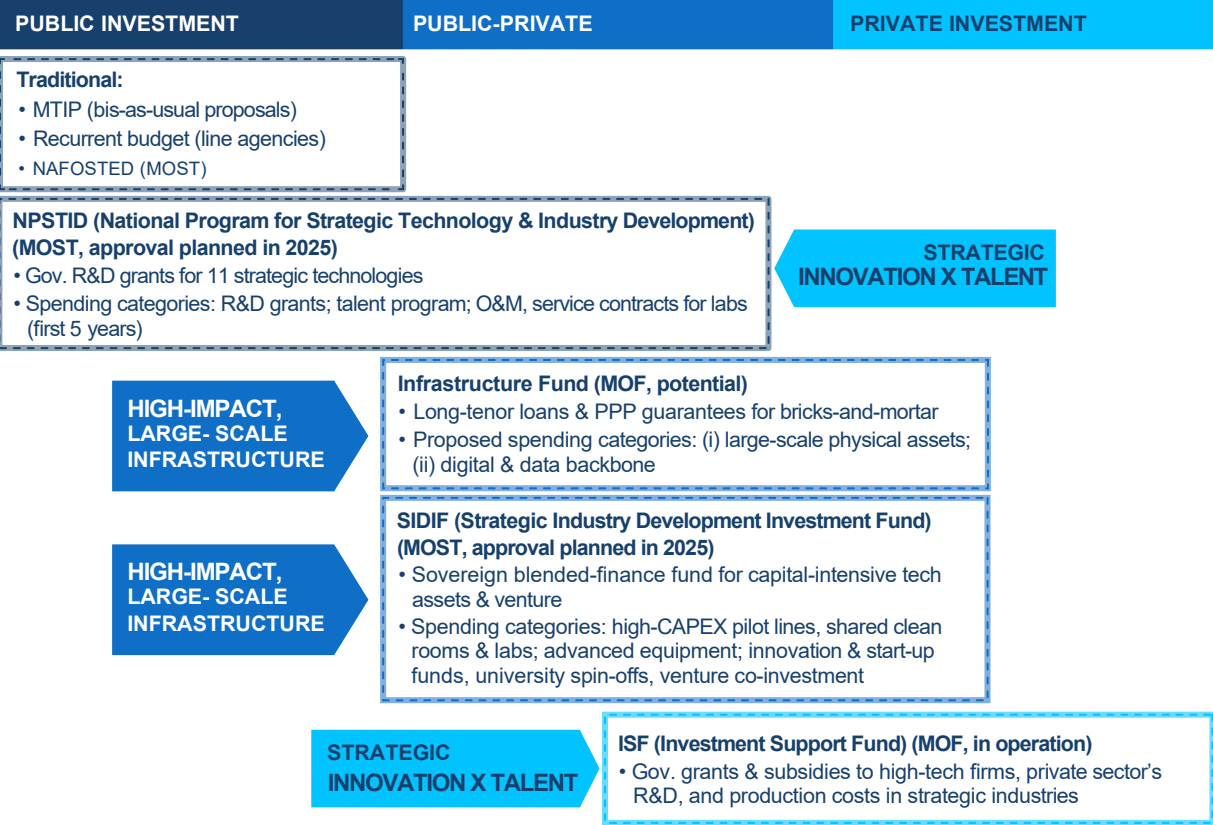 PUBLIC INVESTMENT
PUBLIC-PRIVATE
PRIVATE INVESTMENT
Traditional:
• MTIP (bis-as-usual proposals)
• Recurrent budget (line agencies)
• NAFOSTED (MOST)
NPSTID (National Program for Strategic Technology & Industry Development)
(MOST, approval planned in 2025)
• Gov. R&D grants for 11 strategic technologies
• Spending categories: R&D grants; talent program; O&M, service contracts for labs
(first 5 years)
STRATEGIC
INNOVATION X TALENT
HIGH-IMPACT,
LARGE- SCALE
INFRASTRUCTURE
Infrastructure Fund (MOF, potential)
• Long-tenor loans & PPP guarantees for bricks-and-mortar
• Proposed spending categories: (i) large-scale physical assets;
(ii) digital & data backbone
HIGH-IMPACT,
LARGE- SCALE
INFRASTRUCTURE
SIDIF (Strategic Industry Development Investment Fund)
(MOST, approval planned in 2025)
• Sovereign blended-finance fund for capital-intensive tech
assets & venture
• Spending categories: high-CAPEX pilot lines, shared clean
rooms & labs; advanced equipment; innovation & start-up
funds, university spin-offs, venture co-investment
STRATEGIC
INNOVATION X TALENT
ISF (Investment Support Fund) (MOF, in operation)
• Gov. grants & subsidies to high-tech firms, private sector's
R&D, and production costs in strategic industries